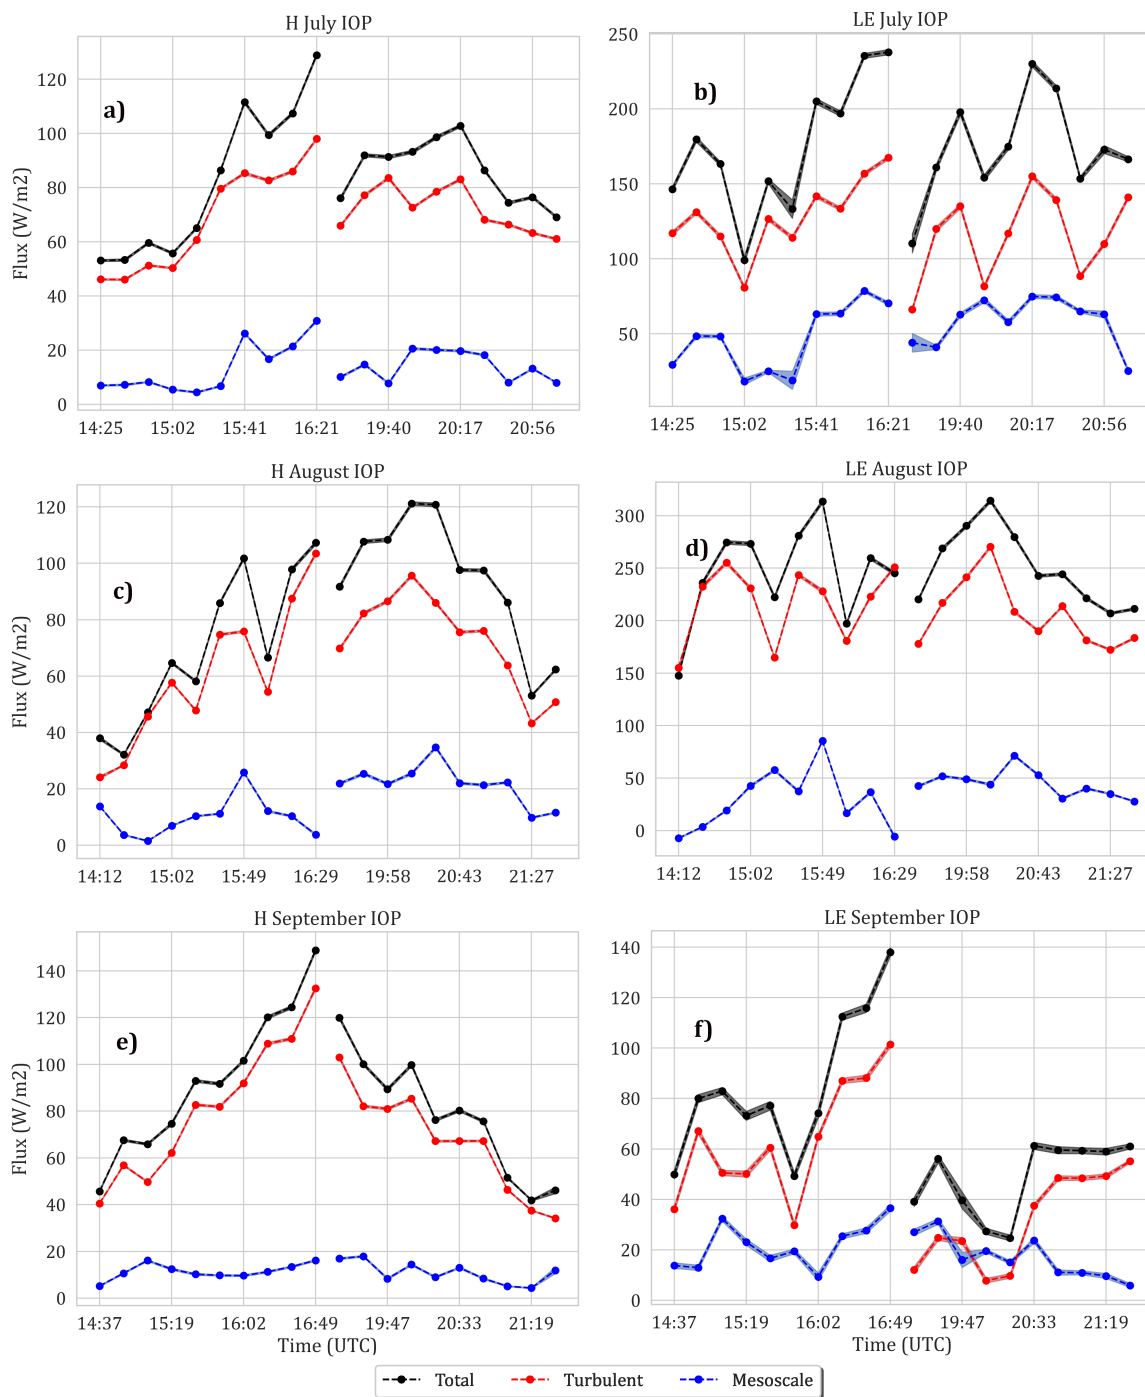 H July IOP
a)
Flux (W/m2)
120
100
80
60
40
20
0
14:25 15:02 15:41 16:21 19:40 20:17 20:56
LE July IOP
b)
250
200
150
100
50
14:25 15:02 15:41 16:21 19:40 20:17 20:56
H August IOP
c)
Flux (W/m2)
120
100
80
60
40
20
0
14:12 15:02 15:49 16:29 19:58 20:43 21:27
LE August IOP
d)
300
250
200
150
100
50
0
14:12 15:02 15:49 16:29 19:58 20:43 21:27
H September IOP
e)
Flux (W/m2)
140
120
100
80
60
40
20
0
14:37 15:19 16:02 16:49 19:47 20:33 21:19
Time (UTC)
LE September IOP
f)
140
120
100
80
60
40
20
0
14:37 15:19 16:02 16:49 19:47 20:33 21:19
Time (UTC)
Total Turbulent Mesoscale